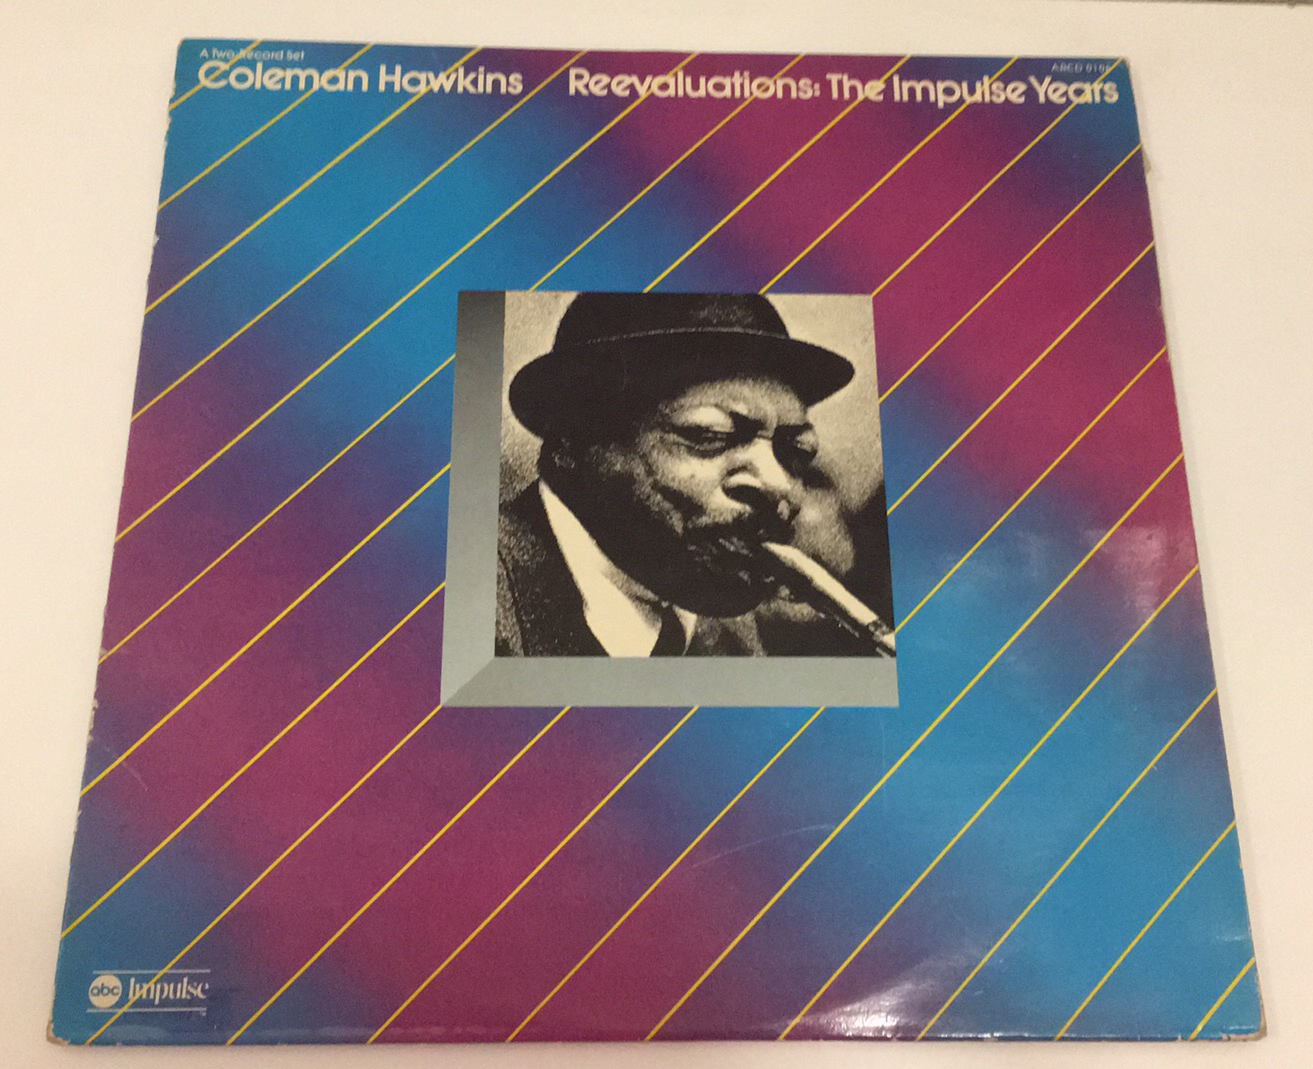 A Two-Record Set
Coleman Hawkins Reevaluations: The Impulse Years
abc Impulse